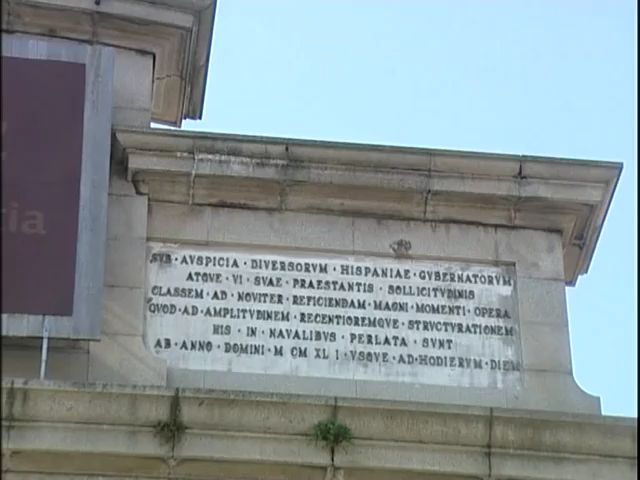 SVB · AVSPICIA · DIVERSORVM · HISPANIAE · GVBERNATORVM
ATQVE · VI · SVAE · PRAESTANTIS · SOLLICITVDINIS
CLASSEM · AD · NOVITER · REFICIENDAM · MAGNI · MOMENTI · OPERA
QVOD · AD · AMPLITVDINEM · RECENTIOREMQVE · STRVCTVRATIONEM
HIS · IN · NAVALIBVS · PERLATA · SVNT
AB · ANNO · DOMINI · M CM XL I · VSQVE · AD · HODIERVM · DIEM